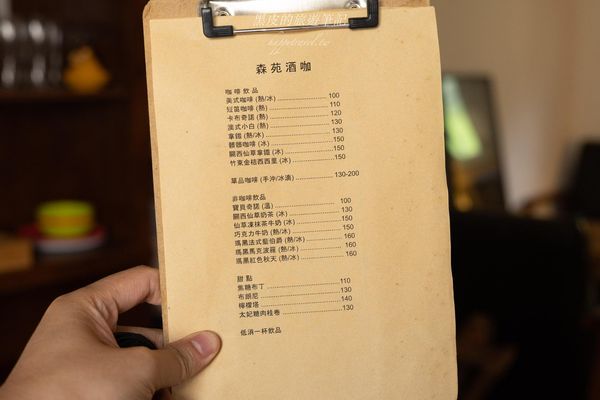 黑皮的旅遊笔記
森苑酒咖
咖啡飲品
美式咖啡 (熱/冰) 100
短笛咖啡 (熱) 110
卡布奇諾 (熱) 120
澳式小白 (熱) 130
拿鐵 (熱/冰) 130
髒髒咖啡 (冰) 150
關西仙草拿鐵 (冰) 150
竹東金桔西西里 (冰) 150
單品咖啡 (手沖/冰滴) 130-200
非咖啡飲品
寶貝奇諾 (溫) 100
關西仙草奶茶 (冰) 130
仙草凍抹茶牛奶 (冰) 150
巧克力牛奶 (熱/冰) 150
瑪黑法式藍伯爵 (熱/冰) 160
瑪黑馬克波羅 (熱/冰) 160
瑪黑紅色秋天 (熱/冰) 160
甜點
焦糖布丁 110
布朗尼 130
檸檬塔 140
太妃糖肉桂卷 130
低消一杯飲品